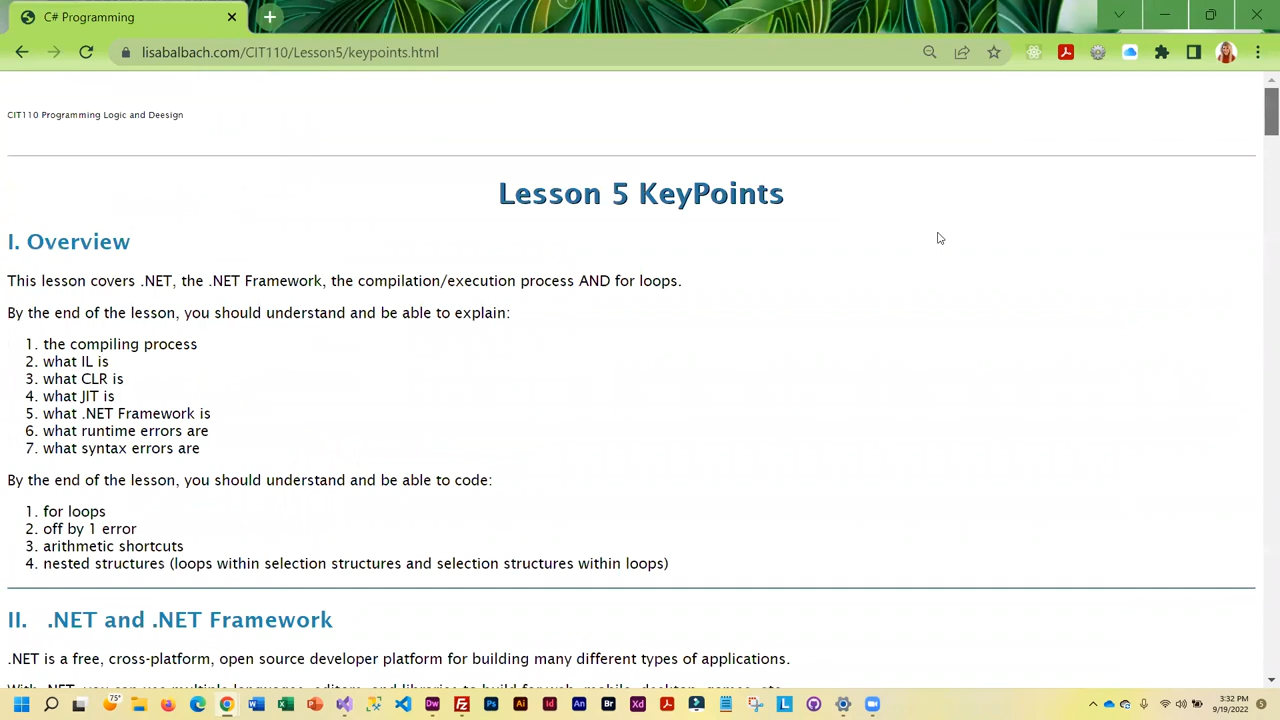 C# Programming
lisabalbach.com/CIT110/Lesson5/keypoints.html
CIT110 Programming Logic and Deesign
Lesson 5 KeyPoints
I. Overview
This lesson covers .NET, the .NET Framework, the compilation/execution process AND for loops.
By the end of the lesson, you should understand and be able to explain:
1. the compiling process
2. what IL is
3. what CLR is
4. what JIT is
5. what .NET Framework is
6. what runtime errors are
7. what syntax errors are
By the end of the lesson, you should understand and be able to code:
1. for loops
2. off by 1 error
3. arithmetic shortcuts
4. nested structures (loops within selection structures and selection structures within loops)
II. .NET and .NET Framework
.NET is a free, cross-platform, open source developer platform for building many different types of applications.
75°
3:32 PM
9/19/2022